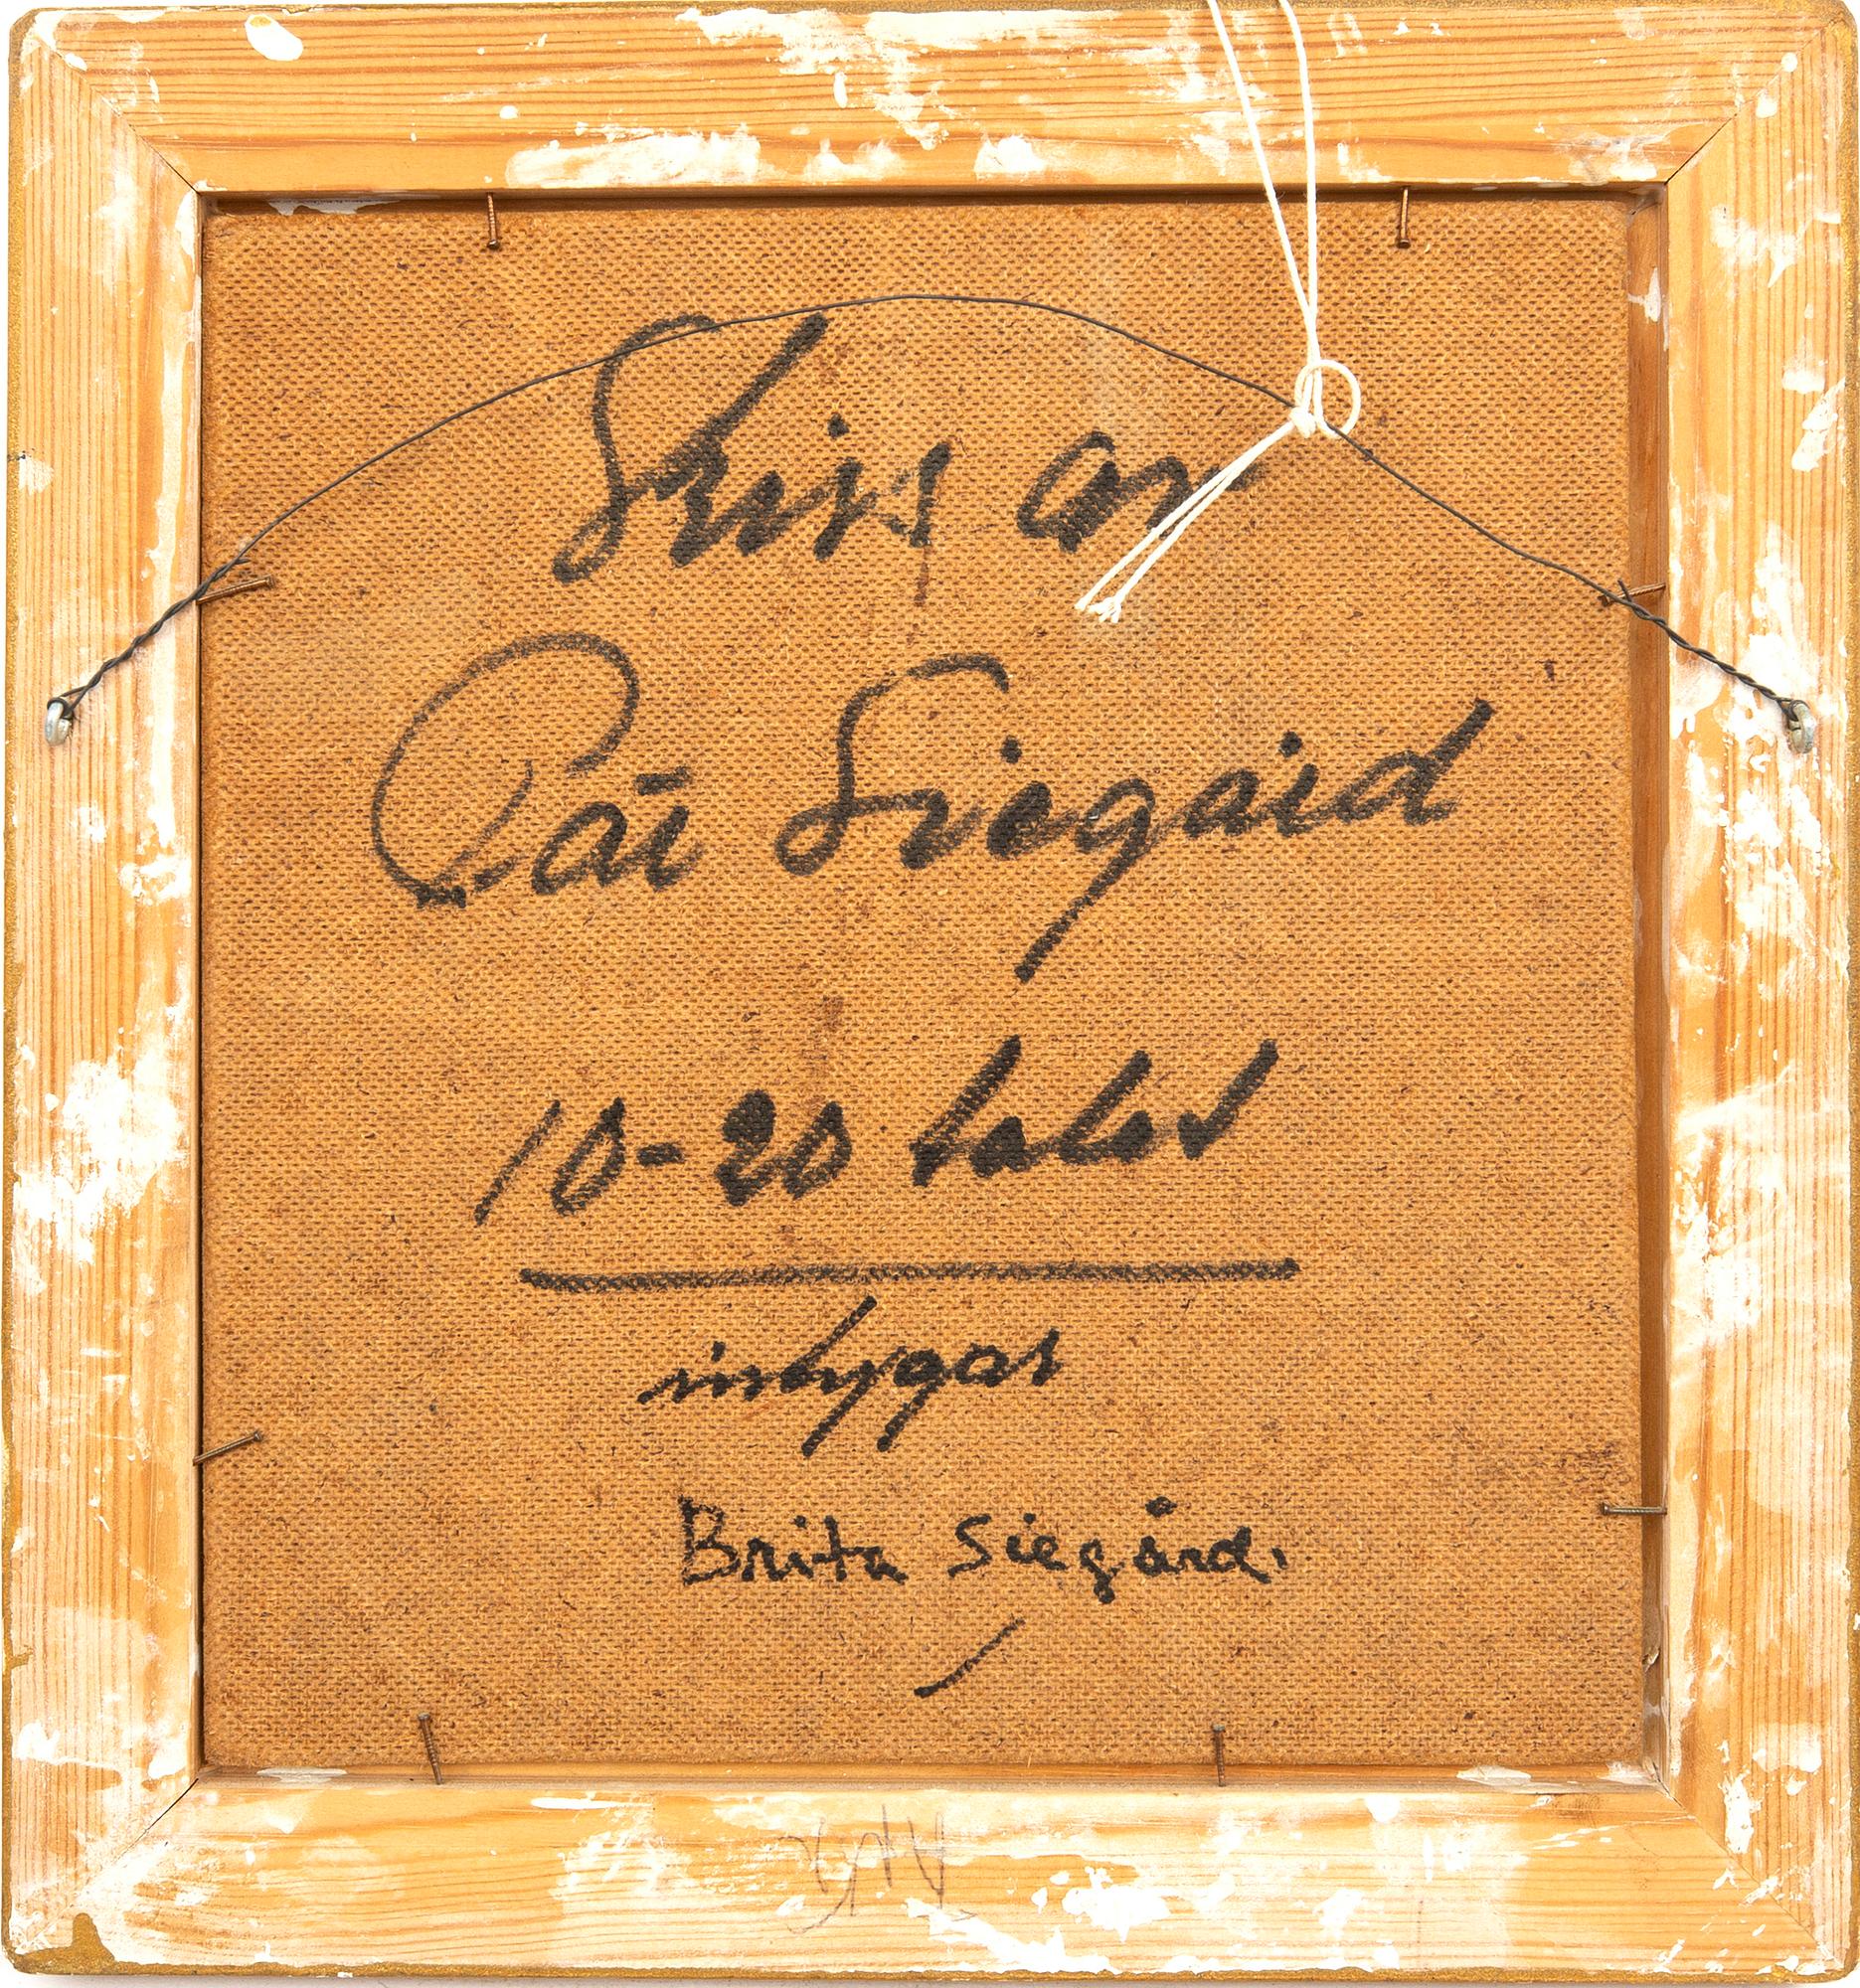 Skiss av
Pär Siegård
10-20 talet
intygas
Brita Siegård.